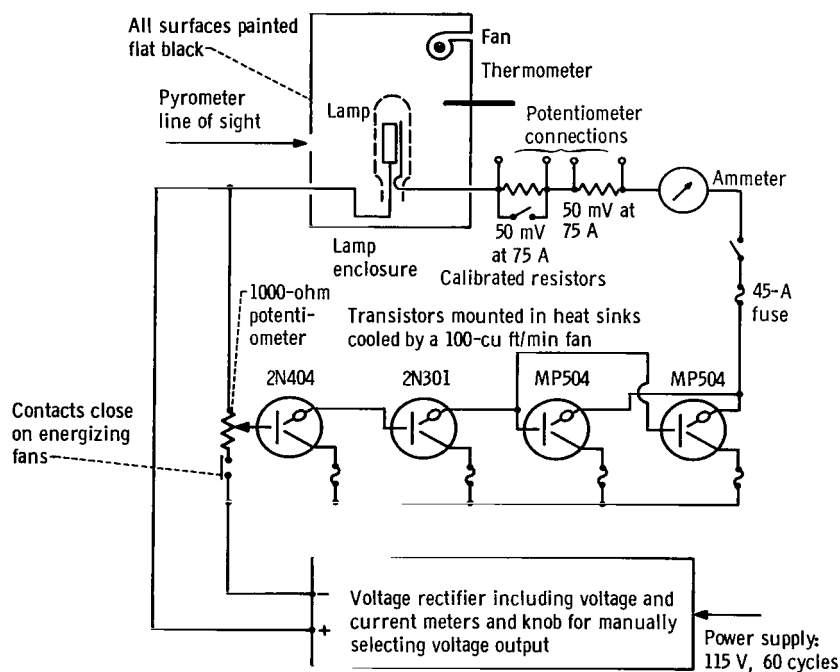 All surfaces painted
flat black
Fan
Thermometer
Pyrometer
line of sight
Lamp
Potentiometer
connections
Ammeter
50 mV
at 75 A
50 mV at
75 A
Lamp
enclosure
Calibrated resistors
45-A
fuse
1000-ohm
potenti-
ometer
Transistors mounted in heat sinks
cooled by a 100-cu ft/min fan
2N404
2N301
MP504
MP504
Contacts close
on energizing
fans
-
+
Voltage rectifier including voltage and
current meters and knob for manually
selecting voltage output
Power supply:
115 V, 60 cycles